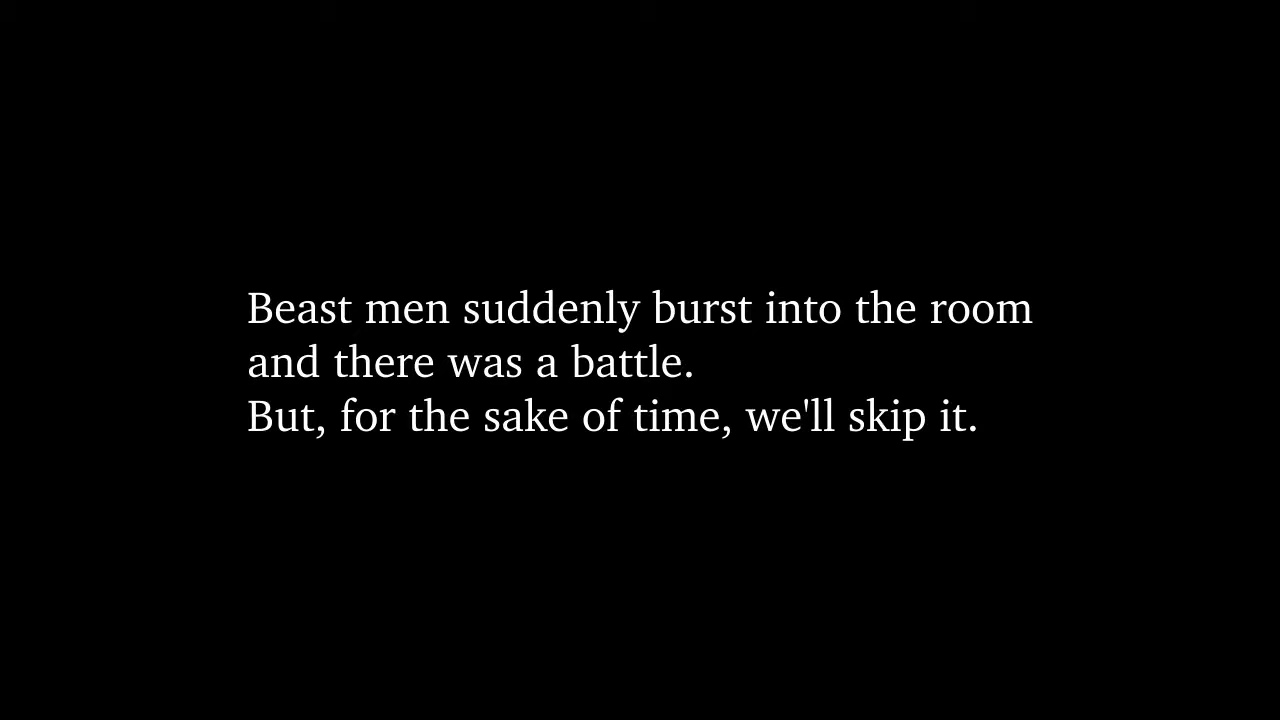 Beast men suddenly burst into the room
and there was a battle.
But, for the sake of time, we'll skip it.